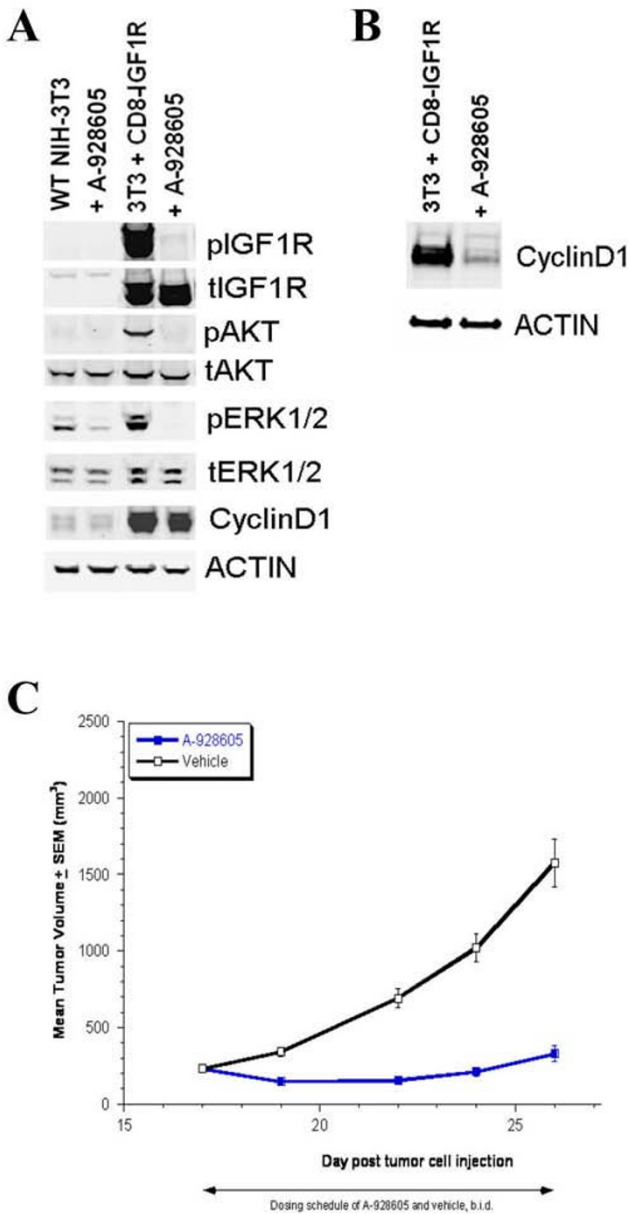 A
WT NIH-3T3
+ A-928605
3T3 + CD8-IGF1R
+ A-928605
pIGF1R
tIGF1R
pAKT
tAKT
pERK1/2
tERK1/2
CyclinD1
ACTIN
B
3T3 + CD8-IGF1R
+ A-928605
CyclinD1
ACTIN
C
Mean Tumor Volume ± SEM (mm³)
2500
2000
1500
1000
500
0
A-928605
Vehicle
15
20
25
Day post tumor cell injection
Dosing schedule of A-928605 and vehicle, b.i.d.